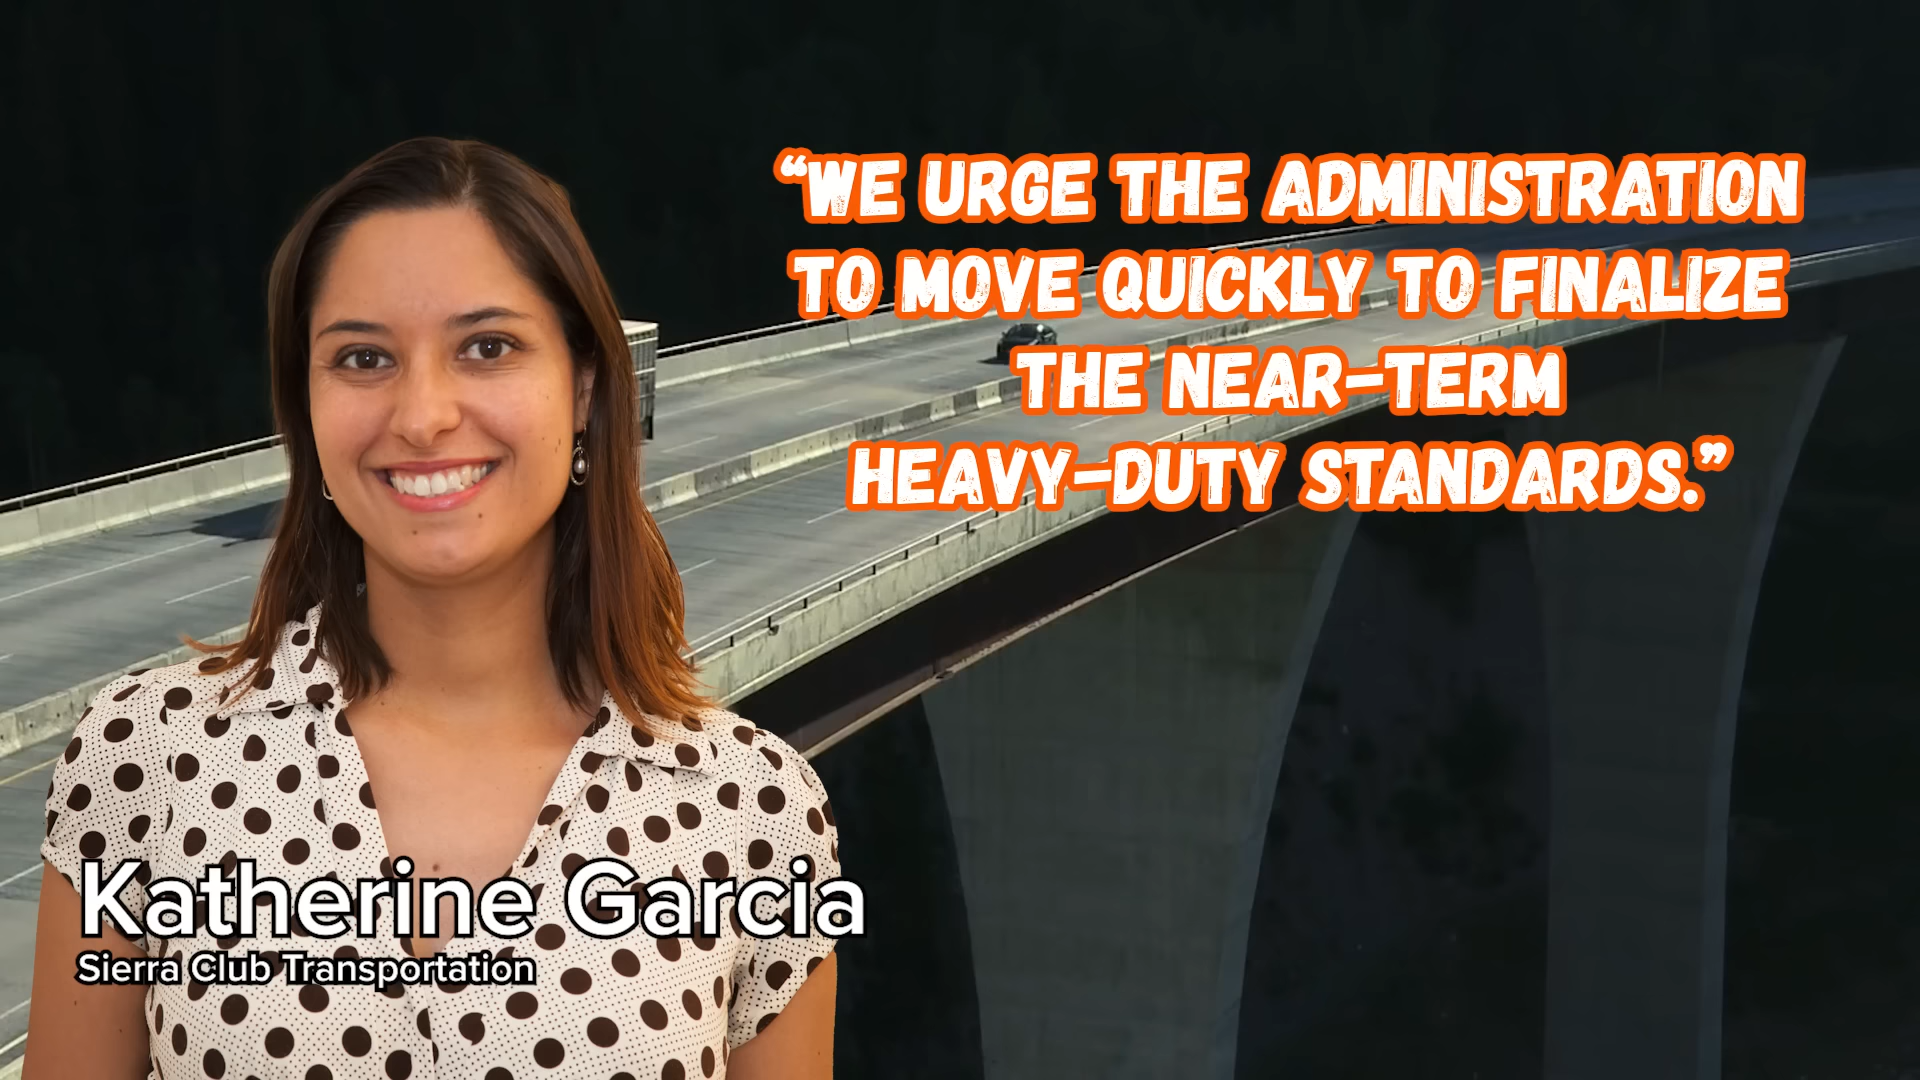 “WE URGE THE ADMINISTRATION
TO MOVE QUICKLY TO FINALIZE
THE NEAR-TERM
HEAVY-DUTY STANDARDS.”
Katherine Garcia
Sierra Club Transportation